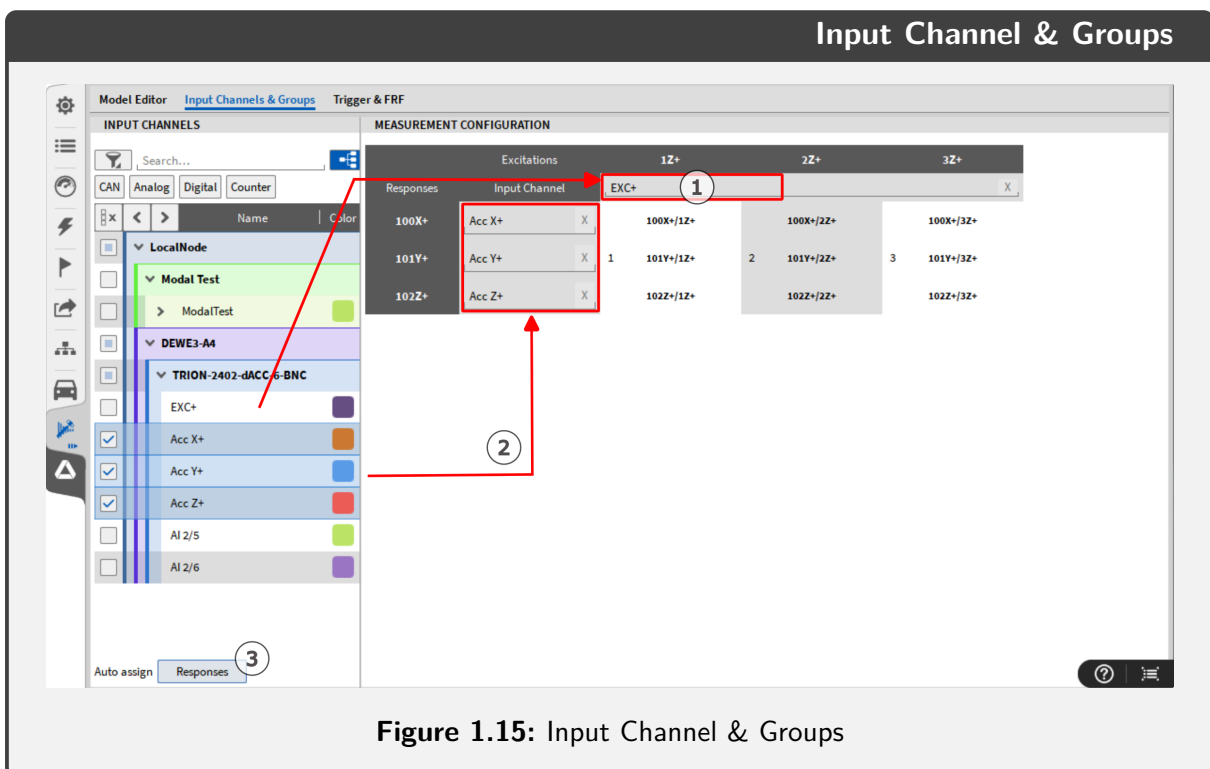 Input Channel & Groups
Model Editor Input Channels & Groups Trigger & FRF
INPUT CHANNELS
Search...
CAN Analog Digital Counter
Name Color
LocalNode
Modal Test
ModalTest
DEWE3-A4
TRION-2402-dACC-6-BNC
EXC+
Acc X+
Acc Y+
Acc Z+
AI 2/5
AI 2/6
Auto assign Responses 3
MEASUREMENT CONFIGURATION
Excitations 1Z+ 2Z+ 3Z+
Responses Input Channel EXC+ 1 X
100X+ Acc X+ X 100X+/1Z+ 100X+/2Z+ 100X+/3Z+
101Y+ Acc Y+ X 1 101Y+/1Z+ 2 101Y+/2Z+ 3 101Y+/3Z+
102Z+ Acc Z+ X 102Z+/1Z+ 102Z+/2Z+ 102Z+/3Z+
2
Figure 1.15: Input Channel & Groups